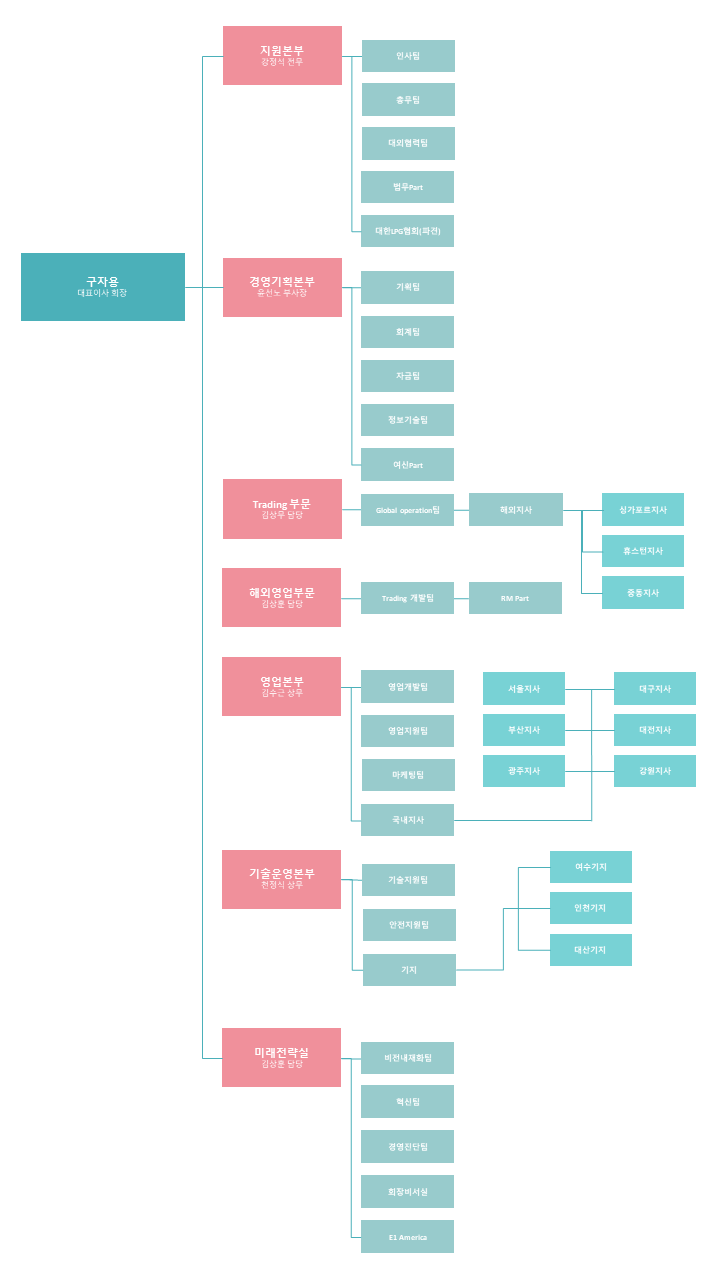 구자용
대표이사 회장
지원본부
강정식 전무
인사팀
총무팀
대외협력팀
법무Part
대한LPG협회(파견)
경영기획본부
윤선노 부사장
기획팀
회계팀
자금팀
정보기술팀
여신Part
Trading 부문
김상무 담당
Global operation팀
해외지사
싱가포르지사
휴스턴지사
중동지사
해외영업부문
김상훈 담당
Trading 개발팀
RM Part
영업본부
김수근 상무
영업개발팀
영업지원팀
마케팅팀
국내지사
서울지사
대구지사
부산지사
대전지사
광주지사
강원지사
기술운영본부
천정식 상무
기술지원팀
안전지원팀
기지
여수기지
인천기지
대산기지
미래전략실
김상훈 담당
비전내재화팀
혁신팀
경영진단팀
회장비서실
E1 America